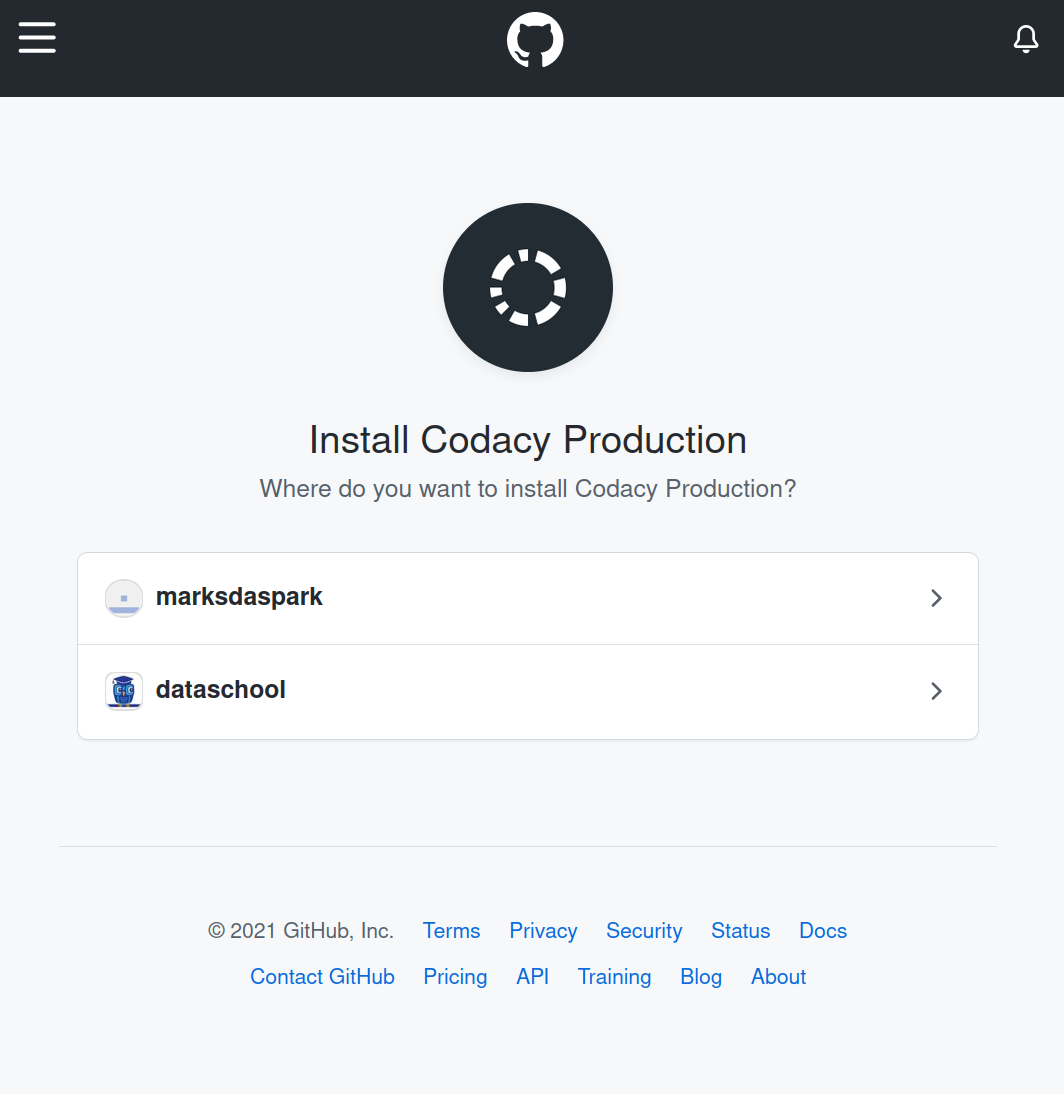 Install Codacy Production
Where do you want to install Codacy Production?
marksdaspark
dataschool
© 2021 GitHub, Inc. Terms Privacy Security Status Docs
Contact GitHub Pricing API Training Blog About